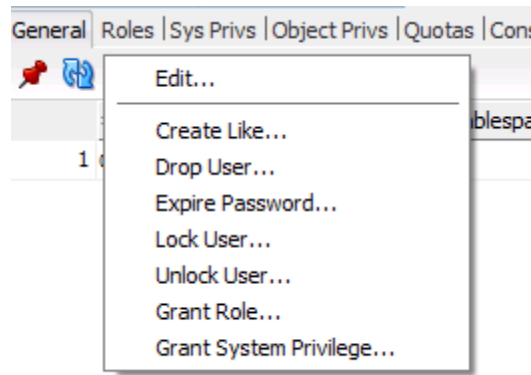 General Roles |Sys Privs |Object Privs |Quotas |Cons
Edit...
Create Like...
ablespa
1
Drop User...
Expire Password...
Lock User...
Unlock User...
Grant Role...
Grant System Privilege...